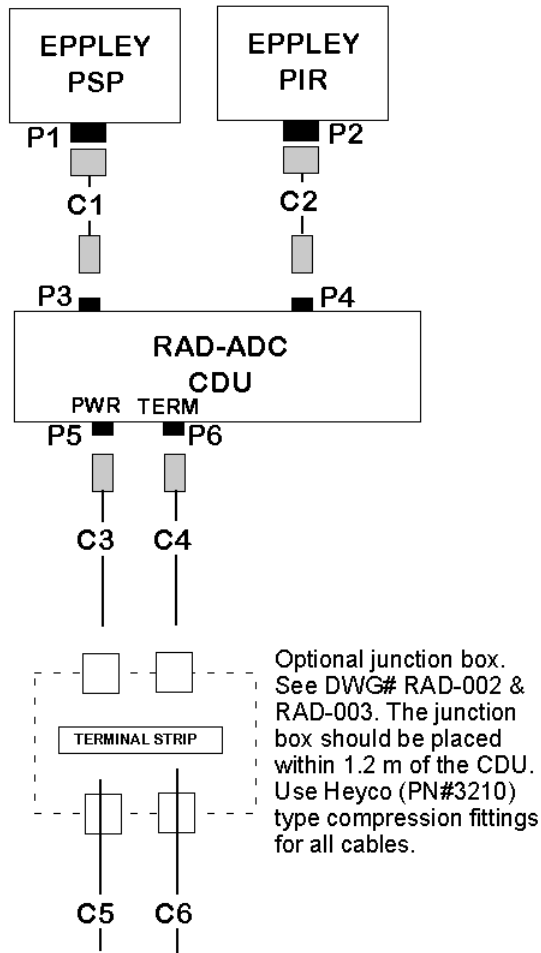 EPPLEY
PSP
EPPLEY
PIR
P1
P2
C1
C2
P3
P4
RAD-ADC
CDU
PWR TERM
P5
P6
C3
C4
Optional junction box.
See DWG# RAD-002 &
RAD-003. The junction
box should be placed
within 1.2 m of the CDU.
Use Heyco (PN#3210)
type compression fittings
for all cables.
TERMINAL STRIP
C5
C6